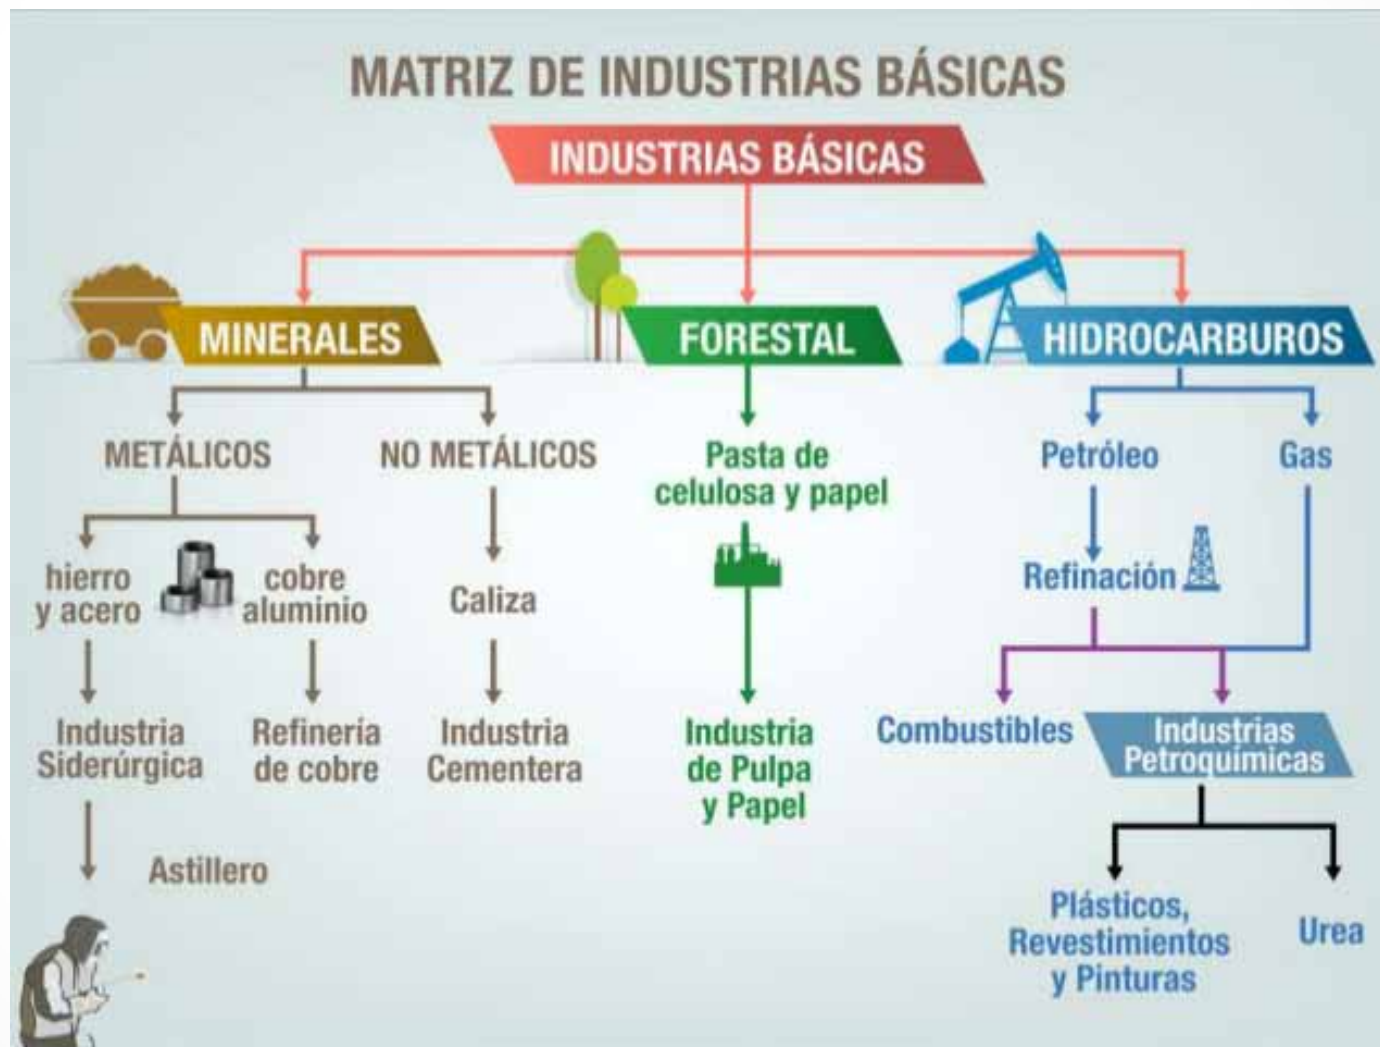 MATRIZ DE INDUSTRIAS BÁSICAS
INDUSTRIAS BÁSICAS
MINERALES
FORESTAL
HIDROCARBUROS
METÁLICOS
NO METÁLICOS
Pasta de
celulosa y papel
Petróleo
Gas
hierro
y acero
cobre
aluminio
Caliza
Refinación
Industria
Siderúrgica
Refinería
de cobre
Industria
Cementera
Industria
de Pulpa
y Papel
Combustibles
Industrias
Petroquímicas
Astillero
Plásticos,
Revestimientos
y Pinturas
Urea